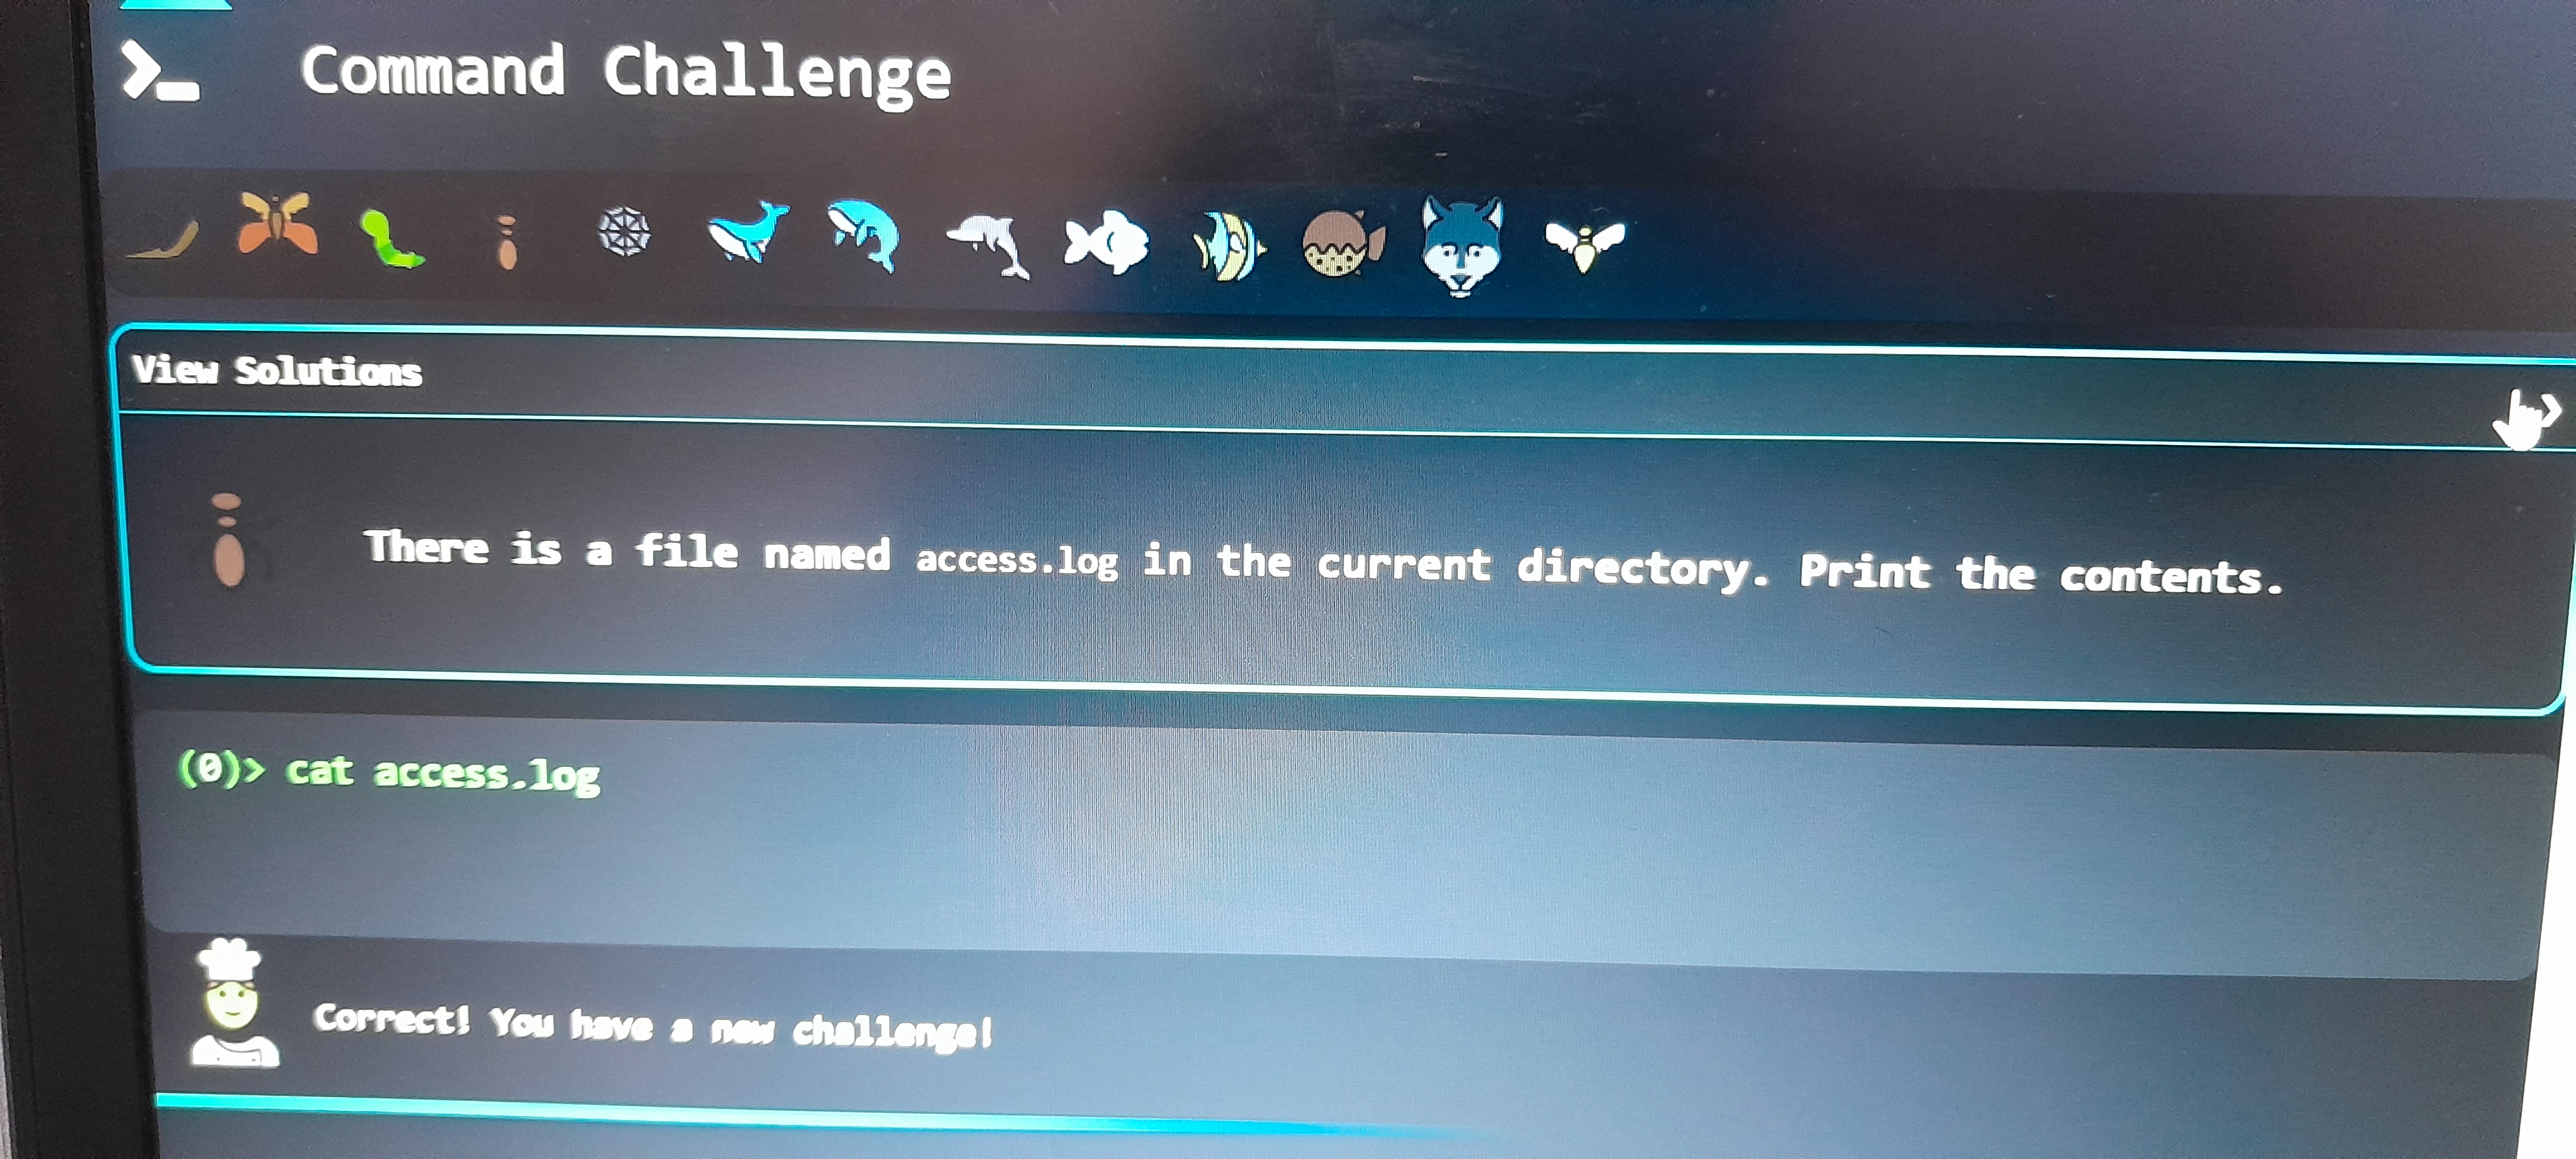 Command Challenge
View Solutions
There is a file named access.log in the current directory. Print the contents.
(0)> cat access.log
Correct! You have a new challenge!